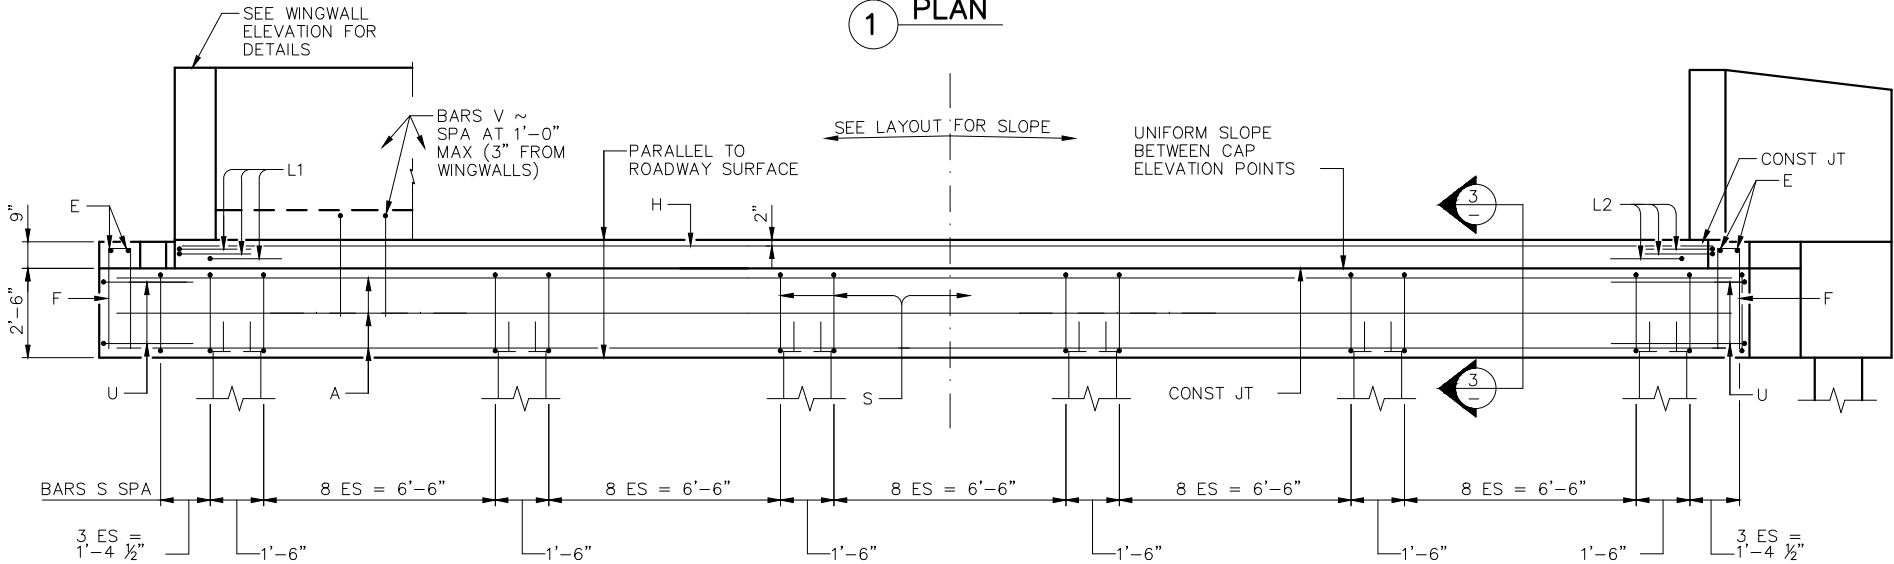 1 PLAN
SEE WINGWALL
ELEVATION FOR
DETAILS
BARS V ~
SPA AT 1'-0"
MAX (3" FROM
WINGWALLS)
SEE LAYOUT FOR SLOPE
PARALLEL TO
ROADWAY SURFACE
UNIFORM SLOPE
BETWEEN CAP
ELEVATION POINTS
CONST JT
E
L1
L2
E
H
2"
3
-
9"
2'-6"
F
F
U
A
S
CONST JT
3
-
U
BARS S SPA
8 ES = 6'-6"
8 ES = 6'-6"
8 ES = 6'-6"
8 ES = 6'-6"
8 ES = 6'-6"
3 ES =
1'-4 ½"
1'-6"
1'-6"
1'-6"
1'-6"
1'-6"
1'-6"
3 ES =
1'-4 ½"